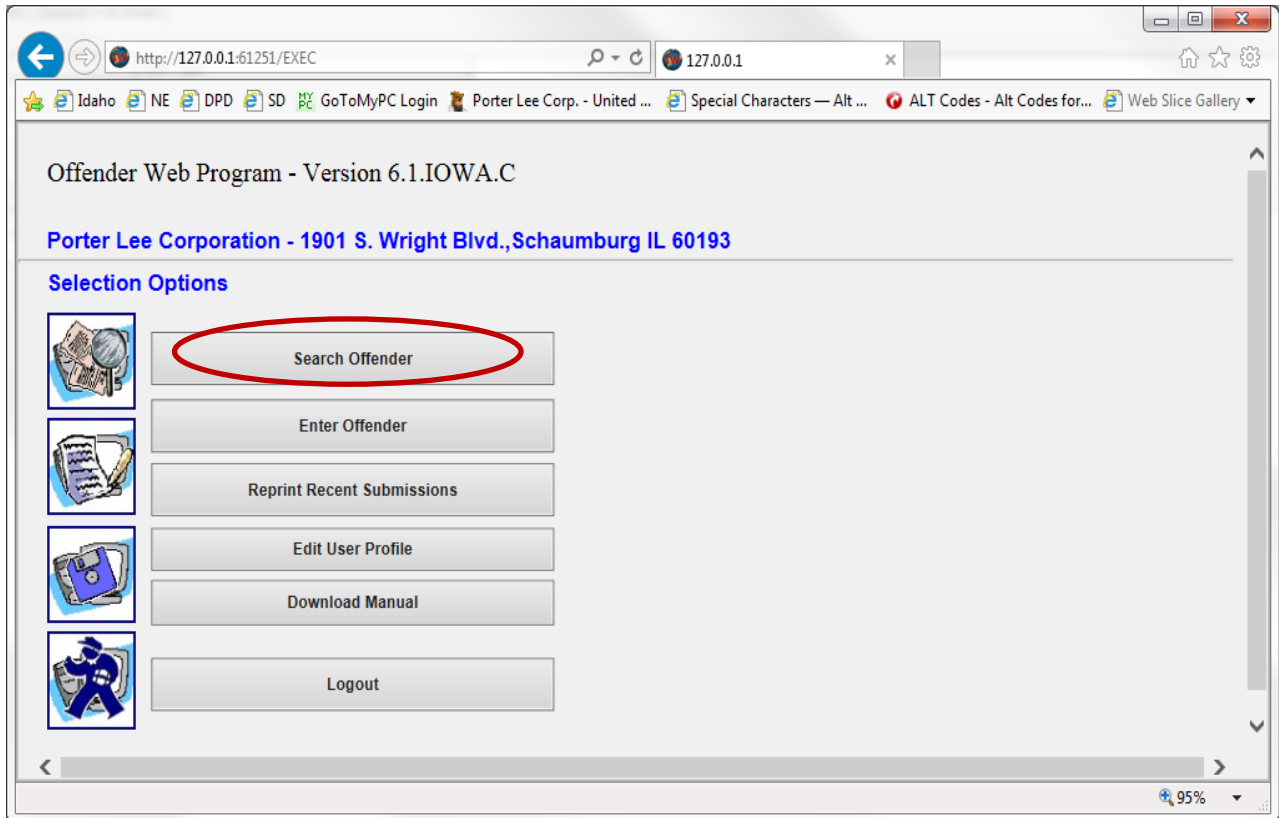 http://127.0.0.1:61251/EXEC
127.0.0.1
Idaho NE DPD SD GoToMyPC Login Porter Lee Corp. - United ... Special Characters — Alt ... ALT Codes - Alt Codes for... Web Slice Gallery
Offender Web Program - Version 6.1.IOWA.C
Porter Lee Corporation - 1901 S. Wright Blvd.,Schaumburg IL 60193
Selection Options
Search Offender
Enter Offender
Reprint Recent Submissions
Edit User Profile
Download Manual
Logout
95%